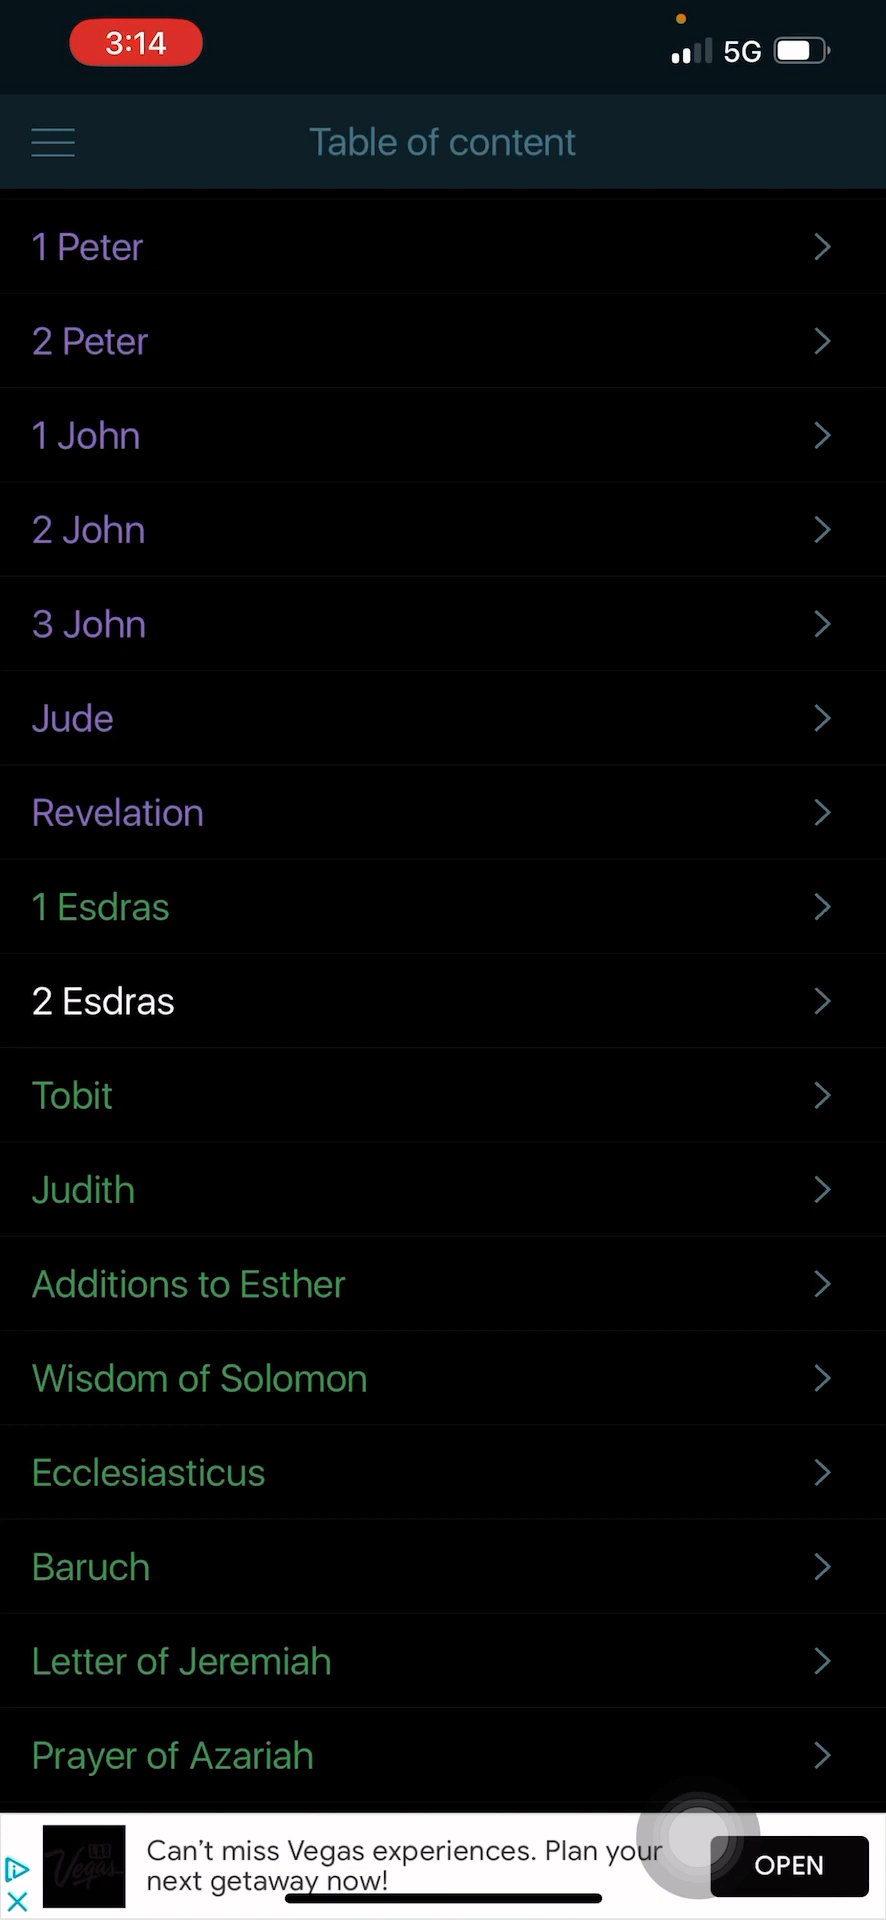 3:14
5G
Table of content
1 Peter
2 Peter
1 John
2 John
3 John
Jude
Revelation
1 Esdras
2 Esdras
Tobit
Judith
Additions to Esther
Wisdom of Solomon
Ecclesiasticus
Baruch
Letter of Jeremiah
Prayer of Azariah
Vegas
Can't miss Vegas experiences. Plan your
next getaway now!
OPEN